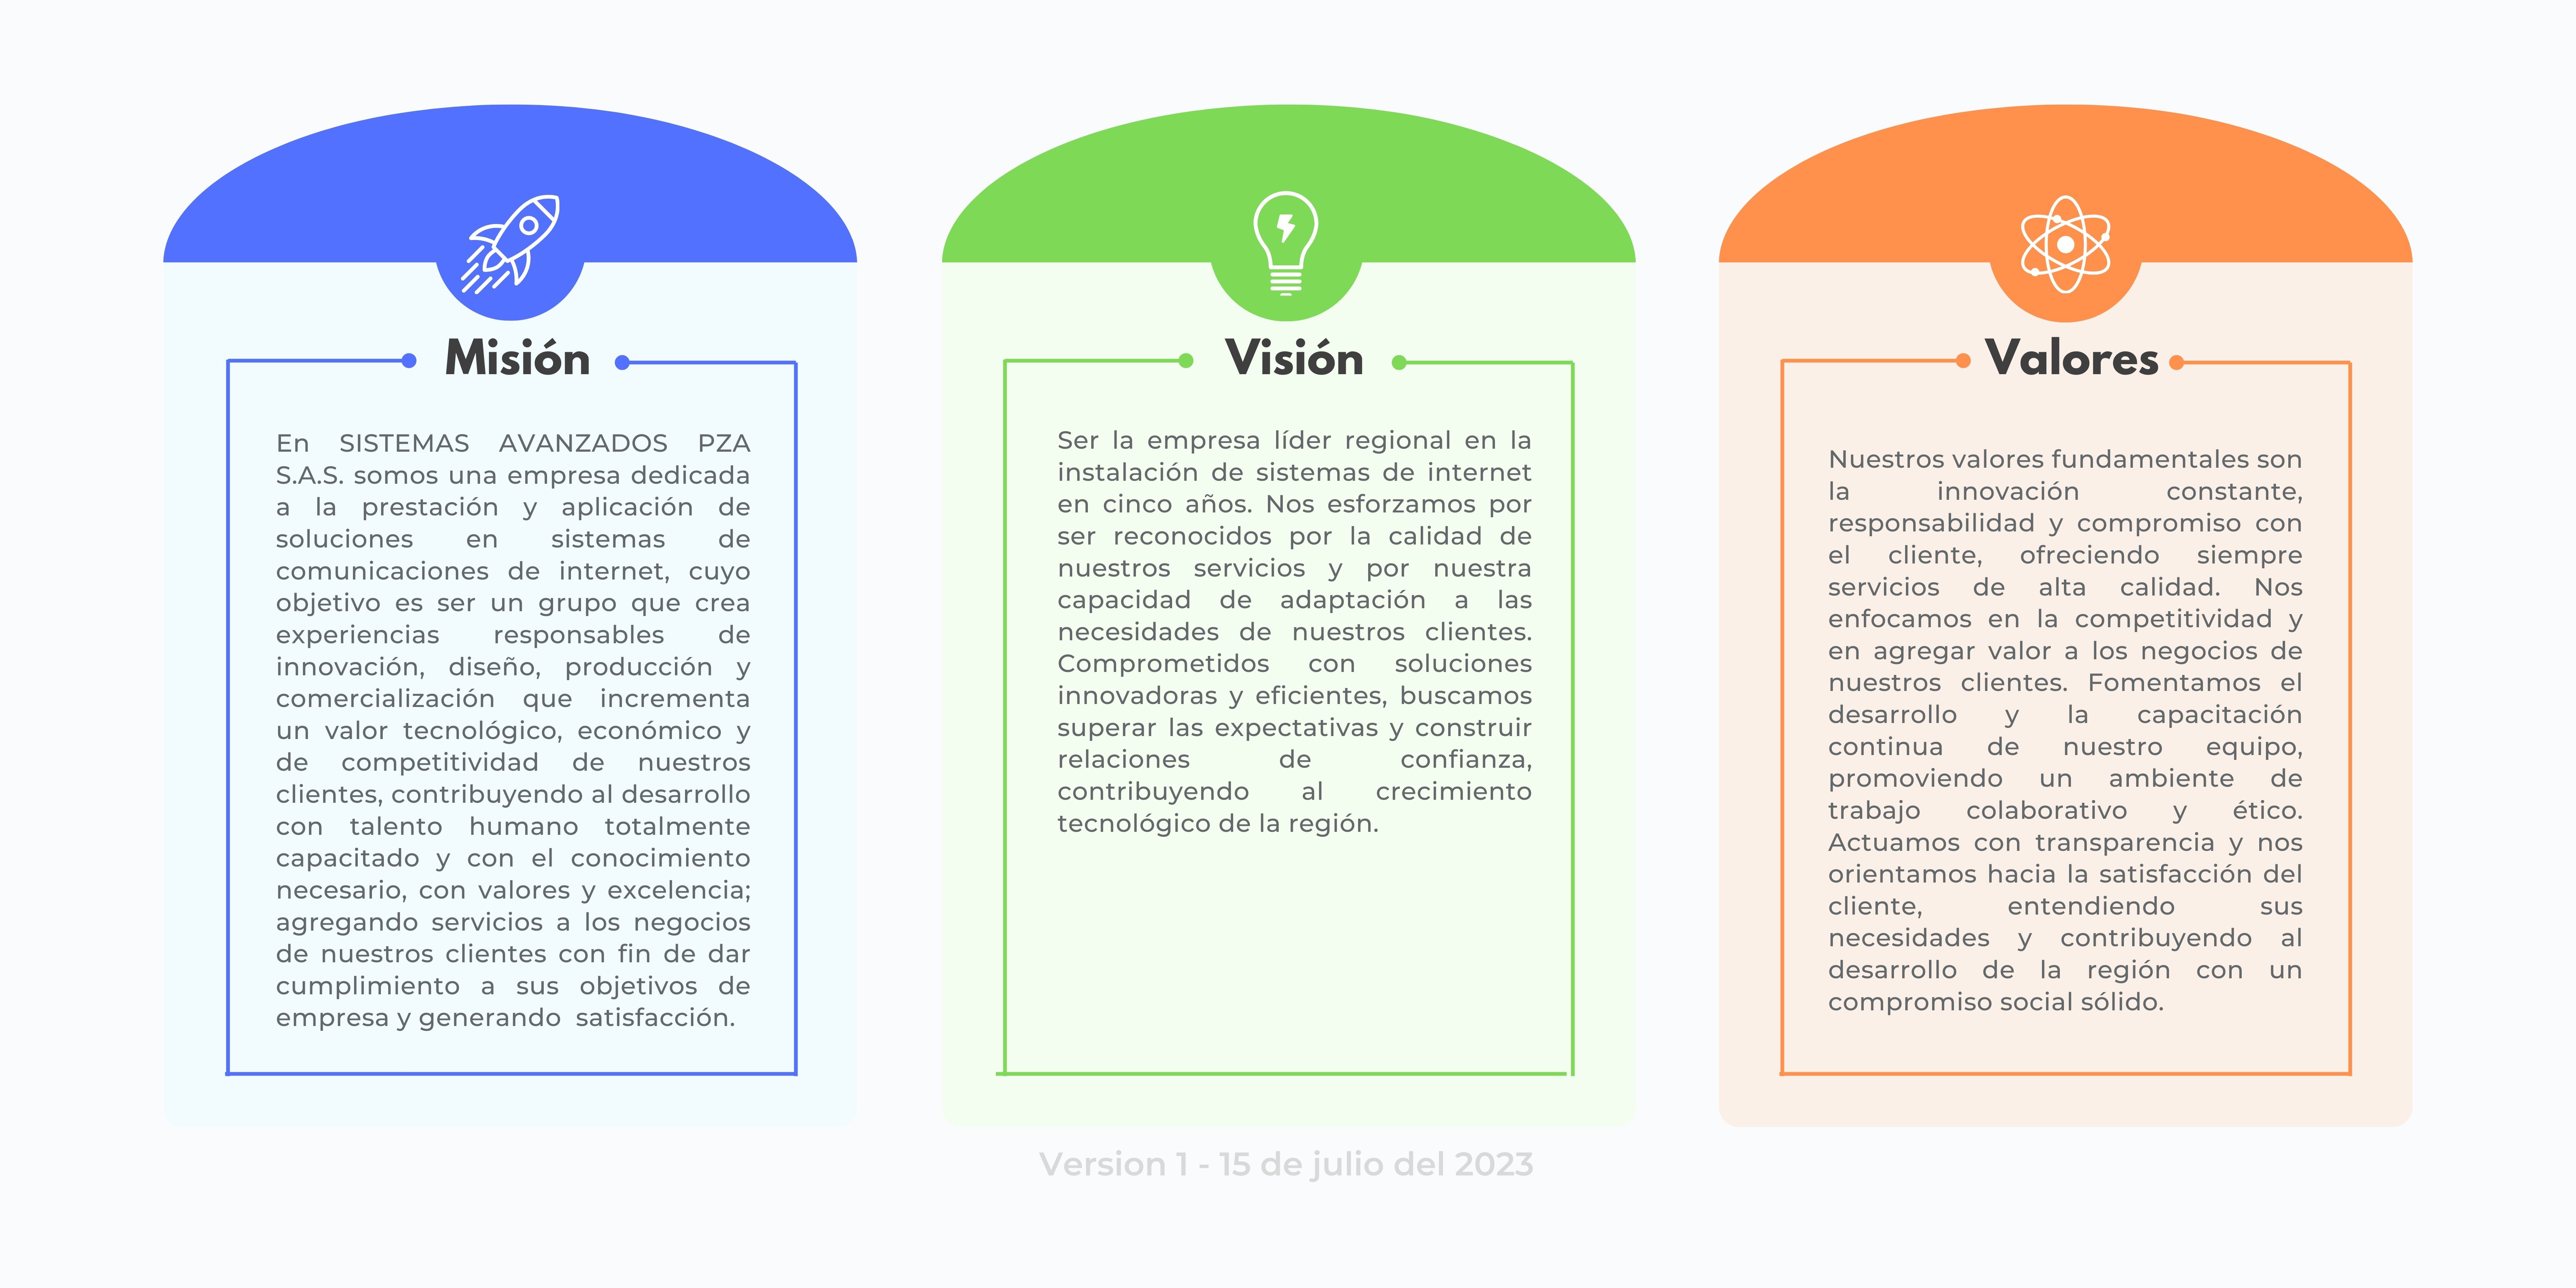 Misión
En SISTEMAS AVANZADOS PZA
S.A.S. somos una empresa dedicada
a la prestación y aplicación de
soluciones en sistemas de
comunicaciones de internet, cuyo
objetivo es ser un grupo que crea
experiencias responsables de
innovación, diseño, producción y
comercialización que incrementa
un valor tecnológico, económico y
de competitividad de nuestros
clientes, contribuyendo al desarrollo
con talento humano totalmente
capacitado y con el conocimiento
necesario, con valores y excelencia;
agregando servicios a los negocios
de nuestros clientes con fin de dar
cumplimiento a sus objetivos de
empresa y generando satisfacción.
Visión
Ser la empresa líder regional en la
instalación de sistemas de internet
en cinco años. Nos esforzamos por
ser reconocidos por la calidad de
nuestros servicios y por nuestra
capacidad de adaptación a las
necesidades de nuestros clientes.
Comprometidos con soluciones
innovadoras y eficientes, buscamos
superar las expectativas y construir
relaciones de confianza,
contribuyendo al crecimiento
tecnológico de la región.
Valores
Nuestros valores fundamentales son
la innovación constante,
responsabilidad y compromiso con
el cliente, ofreciendo siempre
servicios de alta calidad. Nos
enfocamos en la competitividad y
en agregar valor a los negocios de
nuestros clientes. Fomentamos el
desarrollo y la capacitación
continua de nuestro equipo,
promoviendo un ambiente de
trabajo colaborativo y ético.
Actuamos con transparencia y nos
orientamos hacia la satisfacción del
cliente, entendiendo sus
necesidades y contribuyendo al
desarrollo de la región con un
compromiso social sólido.
Version 1 - 15 de julio del 2023